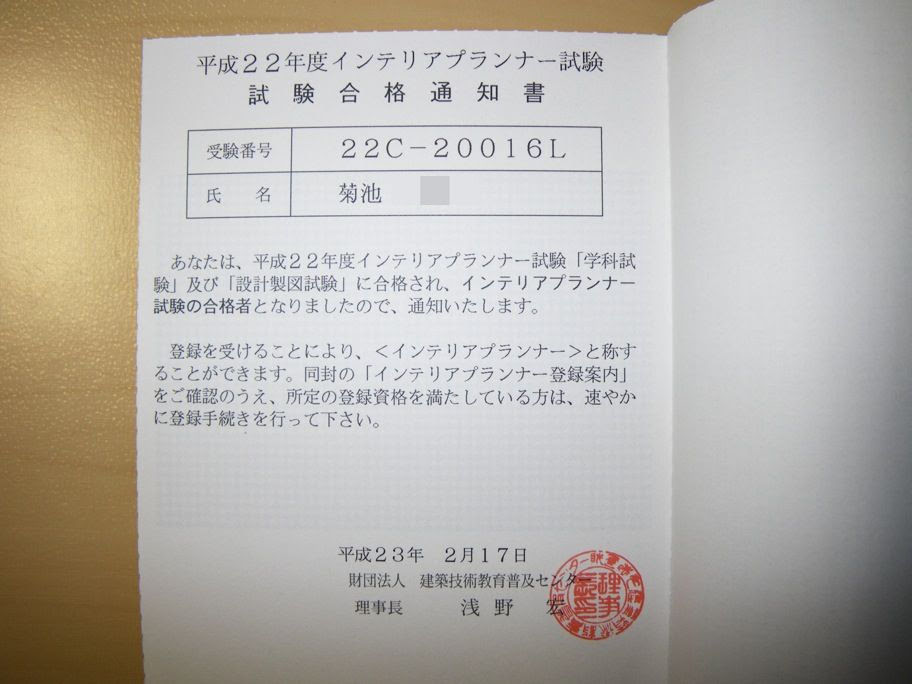 平成２２年度インテリアプランナー試験
試験合格通知書
受験番号　２２Ｃ－２００１６Ｌ
氏　名　菊池
あなたは、平成２２年度インテリアプランナー試験「学科試
験」及び「設計製図試験」に合格され、インテリアプランナー
試験の合格者となりましたので、通知いたします。
登録を受けることにより、＜インテリアプランナー＞と称す
ることができます。同封の「インテリアプランナー登録案内」
をご確認のうえ、所定の登録資格を満たしている方は、速やか
に登録手続きを行って下さい。
平成２３年　２月１７日
財団法人　建築技術教育普及センター
理事長　浅野　宏